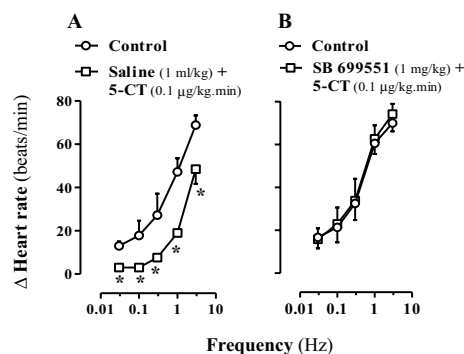 A
Control
Saline (1 ml/kg) +
5-CT (0.1 μg/kg.min)
B
Control
SB 699551 (1 mg/kg) +
5-CT (0.1 μg/kg.min)
Δ Heart rate (beats/min)
80
60
40
20
0
* * * * *
0.01 0.1 1 10
0.01 0.1 1 10
Frequency (Hz)